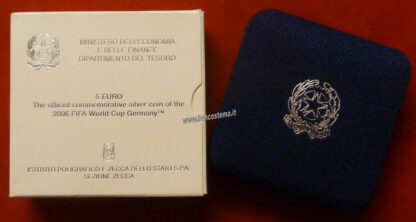 MINISTERO DELL'ECONOMIA
E DELLE FINANZE
DIPARTIMENTO DEL TESORO
5 EURO
The official commemorative silver coin of the
2006 FIFA World Cup Germany™
ISTITUTO POLIGRAFICO E ZECCA DELLO STATO S.P.A.
SEZIONE ZECCA